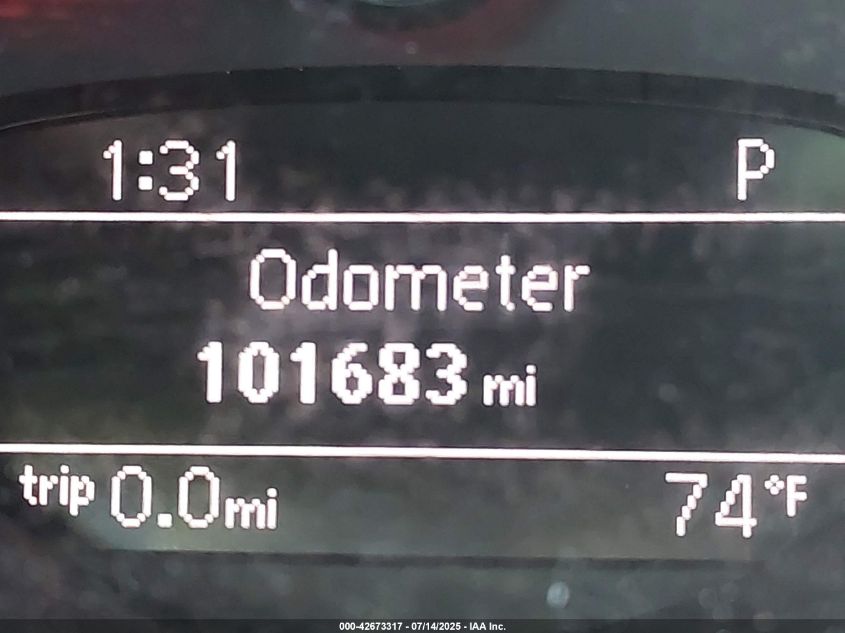 1:31 P
Odometer
101683 mi
trip 0.0mi 74°F
000-42673317 - 07/14/2025 - IAA Inc.